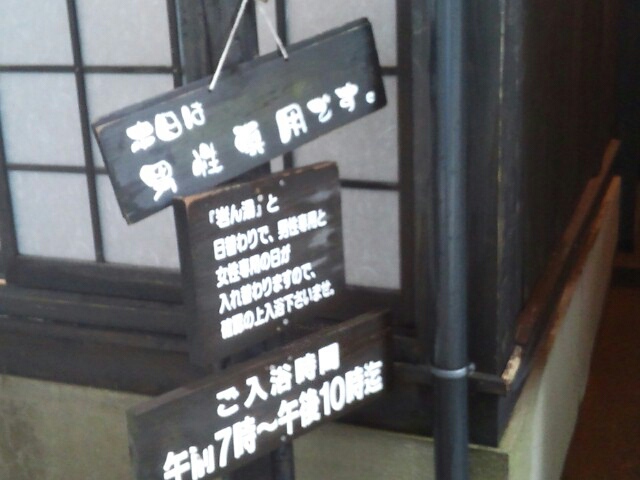 本日は
男性専用です。
『岩ん湯』と
日替わりで、男性専用と
女性専用の日が
入れ替わりますので、
確認の上入浴下さいませ。
ご入浴時間
午前7時～午後10時迄